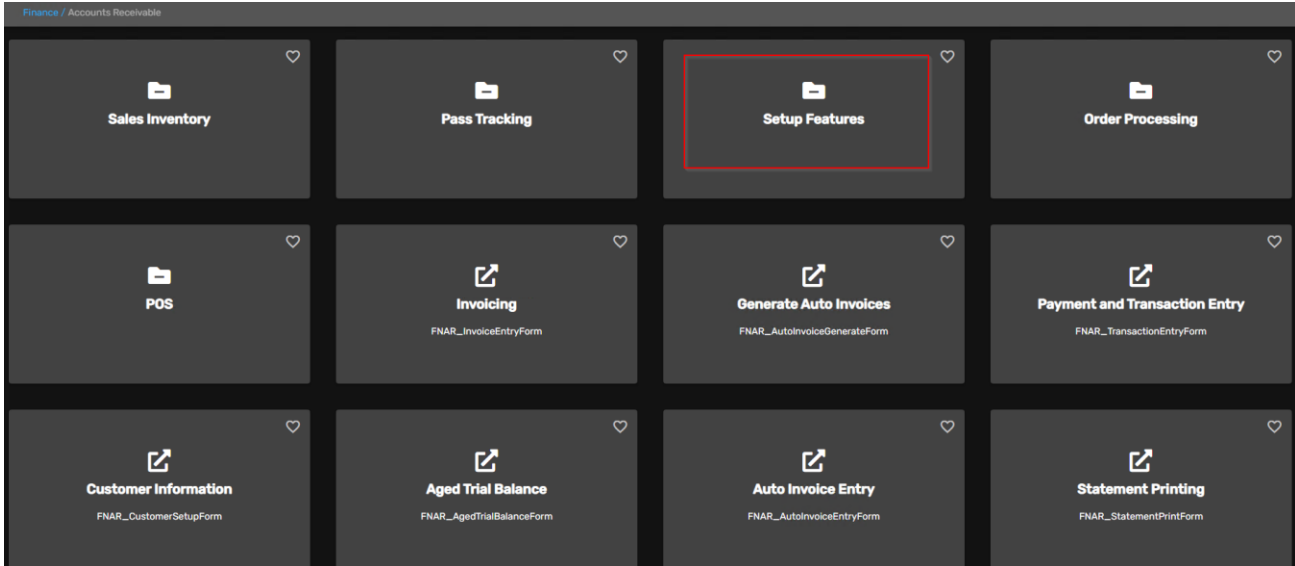 Finance / Accounts Receivable
Sales Inventory
Pass Tracking
Setup Features
Order Processing
POS
Invoicing
FNAR_InvoiceEntryForm
Generate Auto Invoices
FNAR_AutoInvoiceGenerateForm
Payment and Transaction Entry
FNAR_TransactionEntryForm
Customer Information
FNAR_CustomerSetupForm
Aged Trial Balance
FNAR_AgedTrialBalanceForm
Auto Invoice Entry
FNAR_AutoInvoiceEntryForm
Statement Printing
FNAR_StatementPrintForm